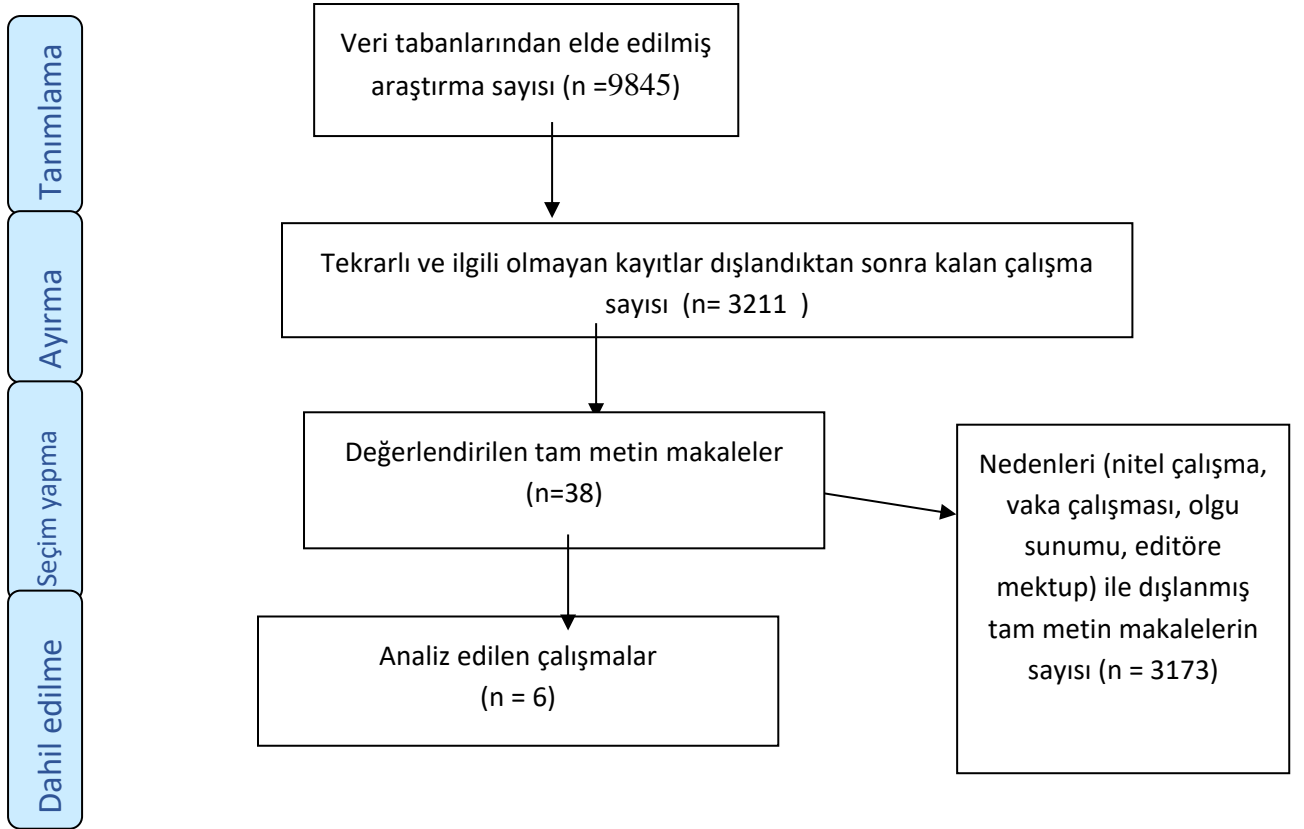 Tanımlama
Veri tabanlarından elde edilmiş
araştırma sayısı (n =9845)
Ayırma
Tekrarlı ve ilgili olmayan kayıtlar dışlandıktan sonra kalan çalışma
sayısı (n= 3211 )
Seçim yapma
Değerlendirilen tam metin makaleler
(n=38)
Nedenleri (nitel çalışma,
vaka çalışması, olgu
sunumu, editöre
mektup) ile dışlanmış
tam metin makalelerin
sayısı (n = 3173)
Dahil edilme
Analiz edilen çalışmalar
(n = 6)